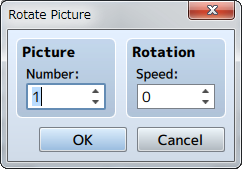 Rotate Picture
Picture
Number:
1
Rotation
Speed:
0
OK
Cancel